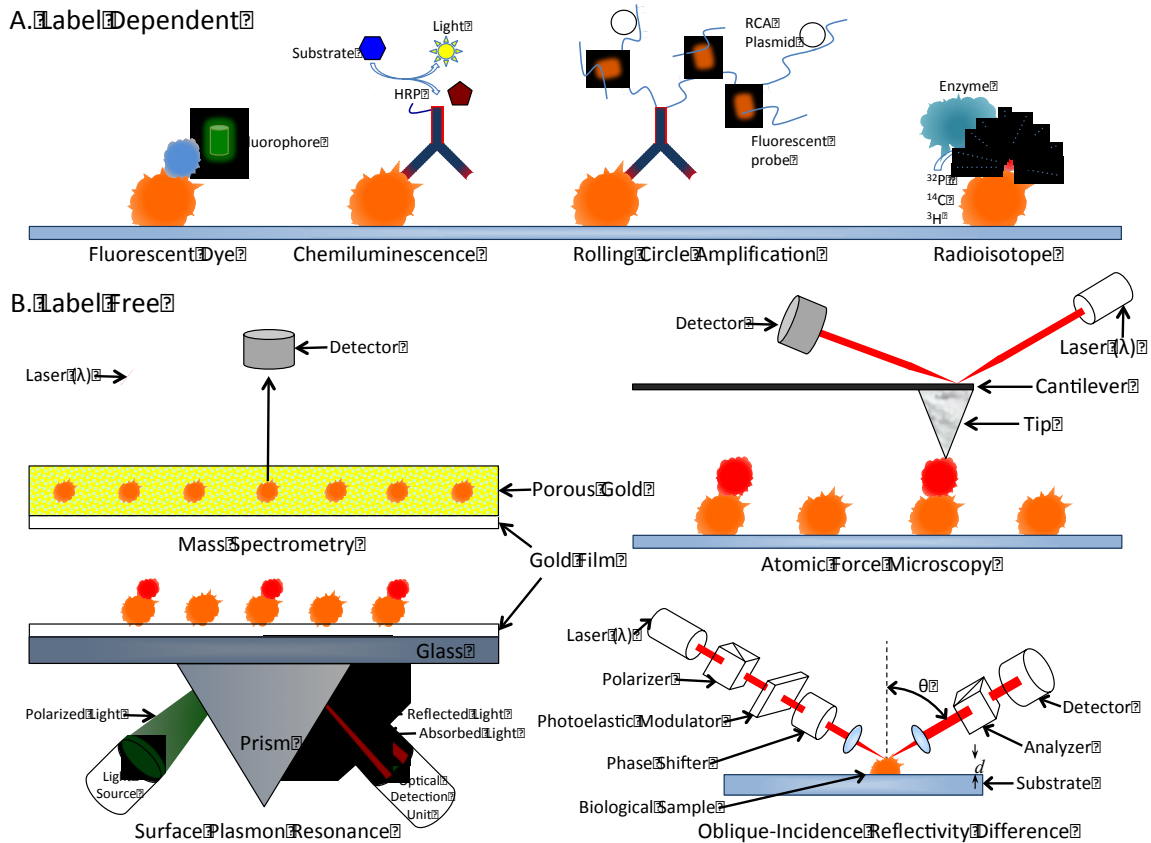 A. Label Dependent
Substrate
Light
HRP
RCA
Plasmid
Enzyme
Fluorophore
Fluorescent
probe
³²P
¹⁴C
³H
Fluorescent Dye
Chemiluminescence
Rolling Circle Amplification
Radioisotope
B. Label Free
Detector
Laser (λ)
Porous Gold
Mass Spectrometry
Gold Film
Detector
Laser (λ)
Cantilever
Tip
Atomic Force Microscopy
Glass
Polarized Light
Prism
Reflected Light
Absorbed Light
Light
Source
Optical
Detection
Unit
Surface Plasmon Resonance
Laser (λ)
Polarizer
Photoelastic Modulator
Phase Shifter
Biological Sample
θ
Detector
Analyzer
d
Substrate
Oblique-Incidence Reflectivity Difference